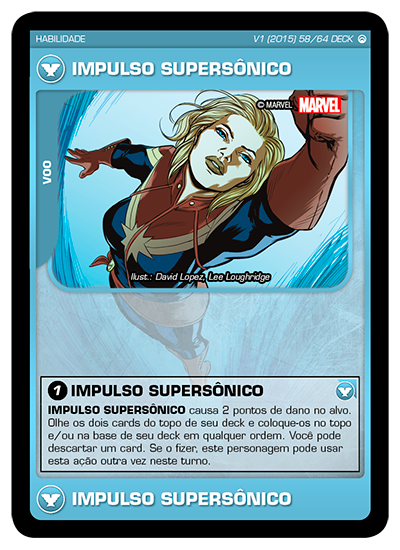 HABILIDADE
V1 (2015) 58/64 DECK
IMPULSO SUPERSÔNICO
© MARVEL MARVEL
VOO
Ilust.: David Lopez, Lee Loughridge
1 IMPULSO SUPERSÔNICO
IMPULSO SUPERSÔNICO causa 2 pontos de dano no alvo.
Olhe os dois cards do topo de seu deck e coloque-os no topo
e/ou na base de seu deck em qualquer ordem. Você pode
descartar um card. Se o fizer, este personagem pode usar
esta ação outra vez neste turno.
IMPULSO SUPERSÔNICO